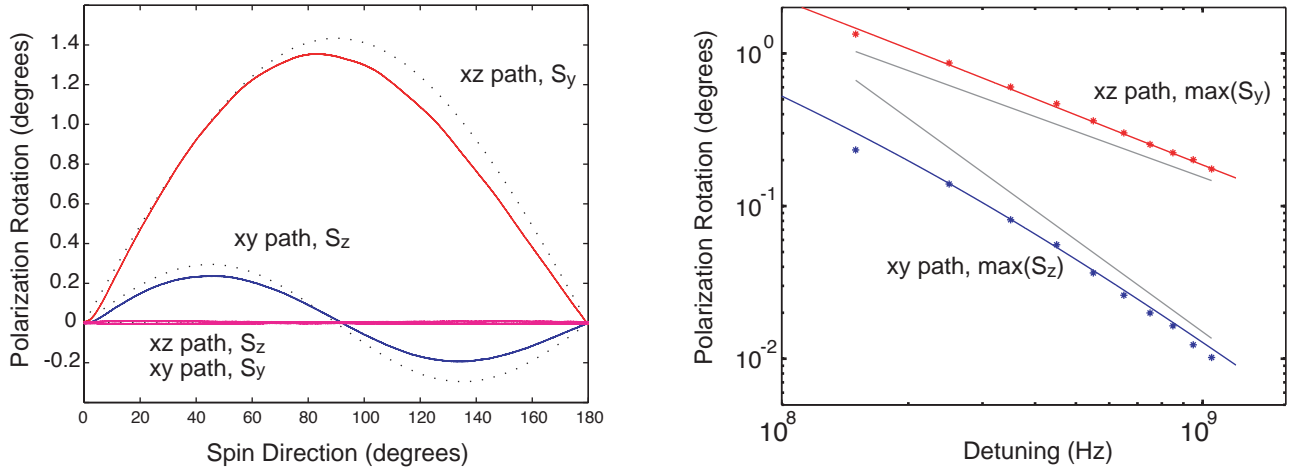 1.4
1.2
1.0
0.8
0.6
0.4
0.2
0
-0.2
Polarization Rotation (degrees)
xz path, Sy
xy path, Sz
xz path, Sz
xy path, Sy
0 20 40 60 80 100 120 140 160 180
Spin Direction (degrees)
10^0
10^-1
10^-2
Polarization Rotation (degrees)
xz path, max(Sy)
xy path, max(Sz)
10^8 10^9
Detuning (Hz)